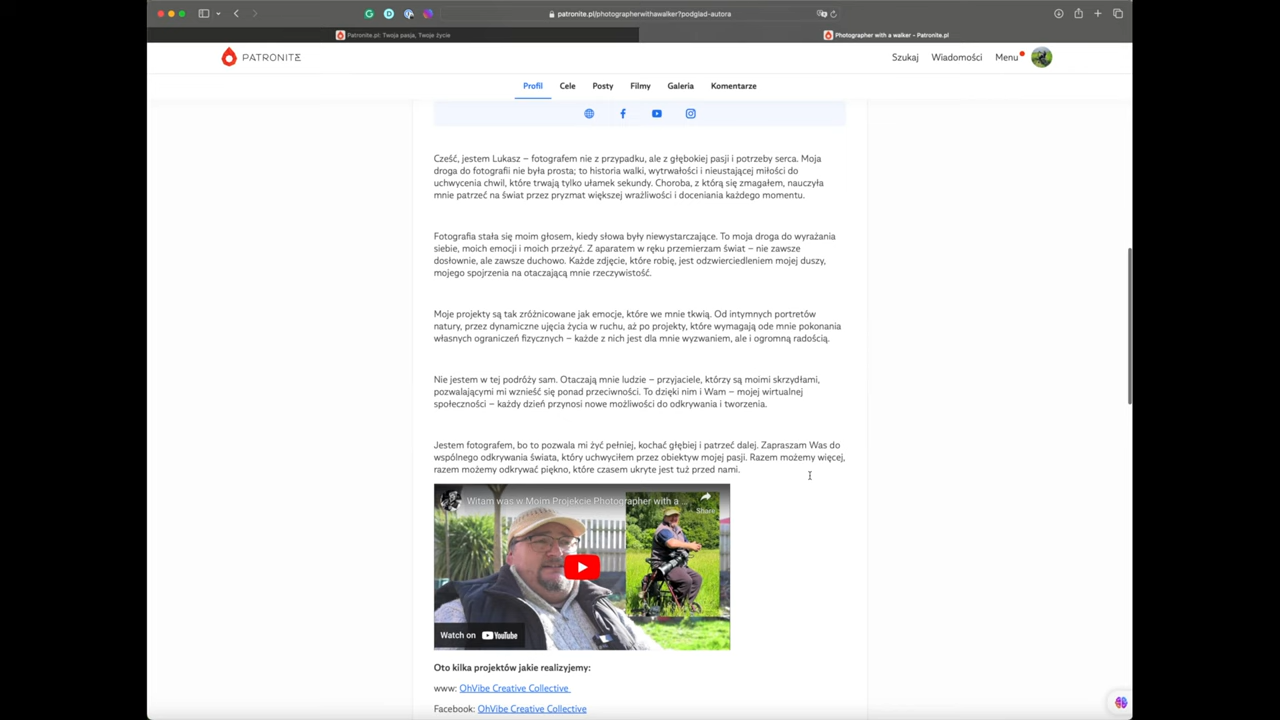 patronite.pl/photographerwithawalker?podglad-autora
Patronite.pl: Twoja pasja, Twoje życie
Photographer with a walker - Patronite.pl
PATRONITE
Szukaj Wiadomości Menu
Profil Cele Posty Filmy Galeria Komentarze
Cześć, jestem Lukasz – fotografem nie z przypadku, ale z głębokiej pasji i potrzeby serca. Moja
droga do fotografii nie była prosta; to historia walki, wytrwałości i nieustającej miłości do
uchwycenia chwil, które trwają tylko ułamek sekundy. Choroba, z którą się zmagałem, nauczyła
mnie patrzeć na świat przez pryzmat większej wrażliwości i doceniania każdego momentu.
Fotografia stała się moim głosem, kiedy słowa były niewystarczające. To moja droga do wyrażania
siebie, moich emocji i moich przeżyć. Z aparatem w ręku przemierzam świat – nie zawsze
dosłownie, ale zawsze duchowo. Każde zdjęcie, które robię, jest odzwierciedleniem mojej duszy,
mojego spojrzenia na otaczającą mnie rzeczywistość.
Moje projekty są tak zróżnicowane jak emocje, które we mnie tkwią. Od intymnych portretów
natury, przez dynamiczne ujęcia życia w ruchu, aż po projekty, które wymagają ode mnie pokonania
własnych ograniczeń fizycznych – każde z nich jest dla mnie wyzwaniem, ale i ogromną radością.
Nie jestem w tej podróży sam. Otaczają mnie ludzie – przyjaciele, którzy są moimi skrzydłami,
pozwalającymi mi wznieść się ponad przeciwności. To dzięki nim i Wam – mojej wirtualnej
społeczności – każdy dzień przynosi nowe możliwości do odkrywania i tworzenia.
Jestem fotografem, bo to pozwala mi żyć pełniej, kochać głębiej i patrzeć dalej. Zapraszam Was do
wspólnego odkrywania świata, który uchwyciłem przez obiektyw mojej pasji. Razem możemy więcej,
razem możemy odkrywać piękno, które czasem ukryte jest tuż przed nami.
Witam was w Moim Projekcie Photographer with a ...
Share
Watch on YouTube
Oto kilka projektów jakie realizyjemy:
www: OhVibe Creative Collective
Facebook: OhVibe Creative Collective